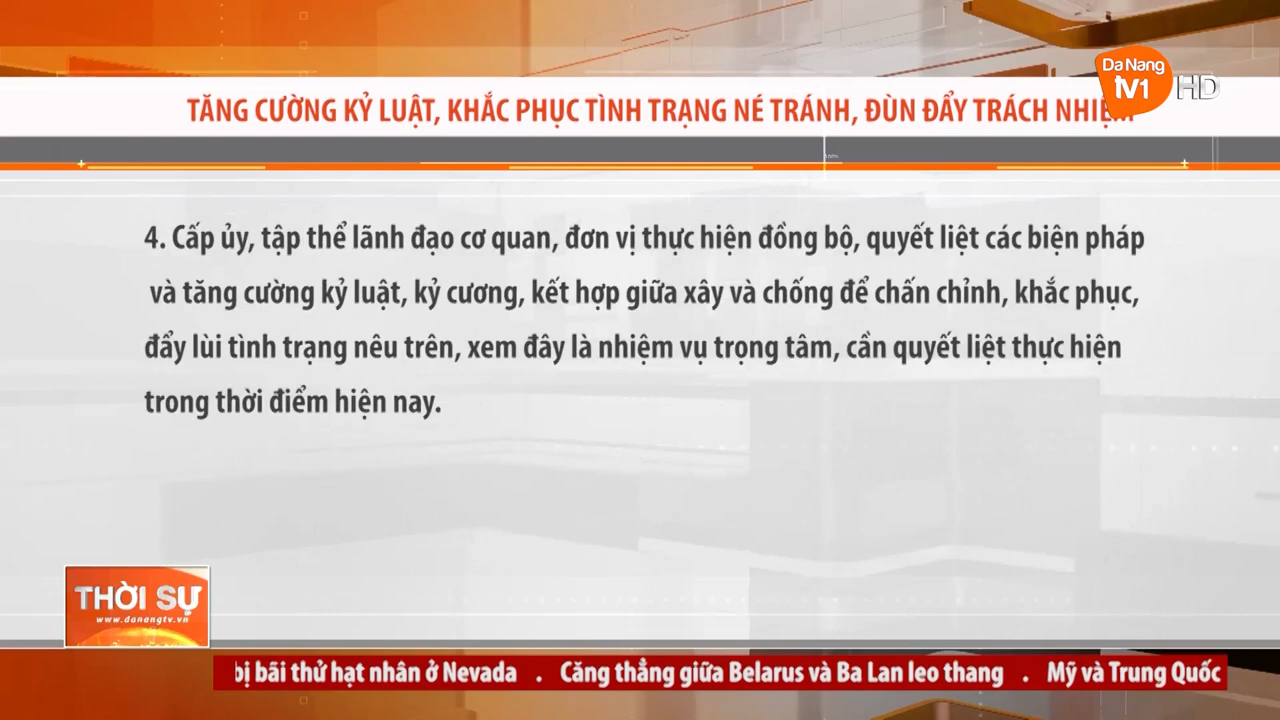 Da Nang
TV1 HD
TĂNG CƯỜNG KỶ LUẬT, KHẮC PHỤC TÌNH TRẠNG NÉ TRÁNH, ĐÙN ĐẨY TRÁCH NHIỆM
100%
4. Cấp ủy, tập thể lãnh đạo cơ quan, đơn vị thực hiện đồng bộ, quyết liệt các biện pháp
và tăng cường kỷ luật, kỷ cương, kết hợp giữa xây và chống để chấn chỉnh, khắc phục,
đẩy lùi tình trạng nêu trên, xem đây là nhiệm vụ trọng tâm, cần quyết liệt thực hiện
trong thời điểm hiện nay.
THỜI SỰ
www.danangtv.vn
bị bãi thử hạt nhân ở Nevada . Căng thẳng giữa Belarus và Ba Lan leo thang . Mỹ và Trung Quốc